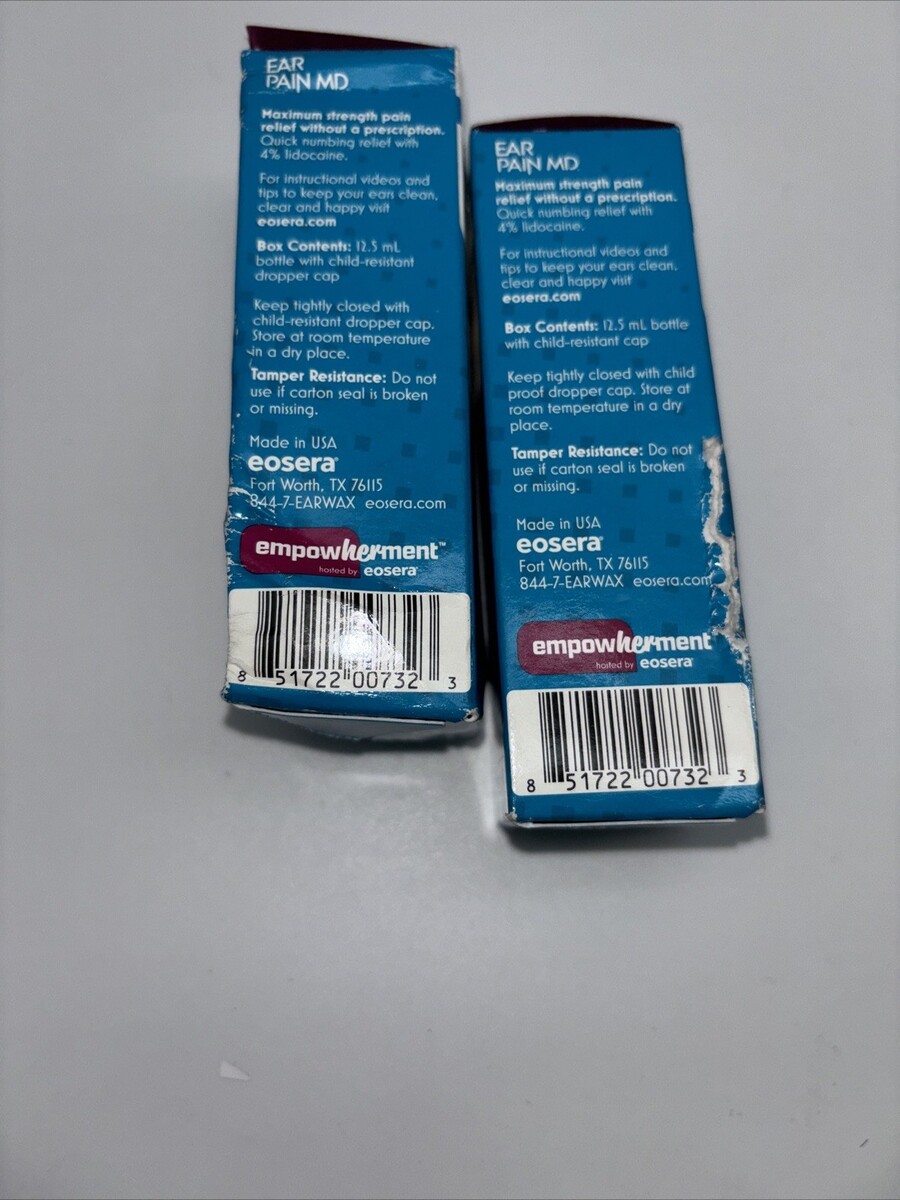 EAR
PAIN MD
Maximum strength pain
relief without a prescription.
Quick numbing relief with
4% lidocaine.
For instructional videos and
tips to keep your ears clean,
clear and happy visit
eosera.com
Box Contents: 12.5 mL
bottle with child-resistant
dropper cap
Keep tightly closed with
child-resistant dropper cap.
Store at room temperature
in a dry place.
Tamper Resistance: Do not
use if carton seal is broken
or missing.
Made in USA
eosera®
Fort Worth, TX 76115
844-7-EARWAX eosera.com
empowherment™
hosted by eosera®
8 51722 00732 3
EAR
PAIN MD
Maximum strength pain
relief without a prescription.
Quick numbing relief with
4% lidocaine.
For instructional videos and
tips to keep your ears clean,
clear and happy visit
eosera.com
Box Contents: 12.5 mL bottle
with child-resistant cap
Keep tightly closed with child
proof dropper cap. Store at
room temperature in a dry
place.
Tamper Resistance: Do not
use if carton seal is broken
or missing.
Made in USA
eosera®
Fort Worth, TX 76115
844-7-EARWAX eosera.com
empowherment
hosted by eosera®
8 51722 00732 3